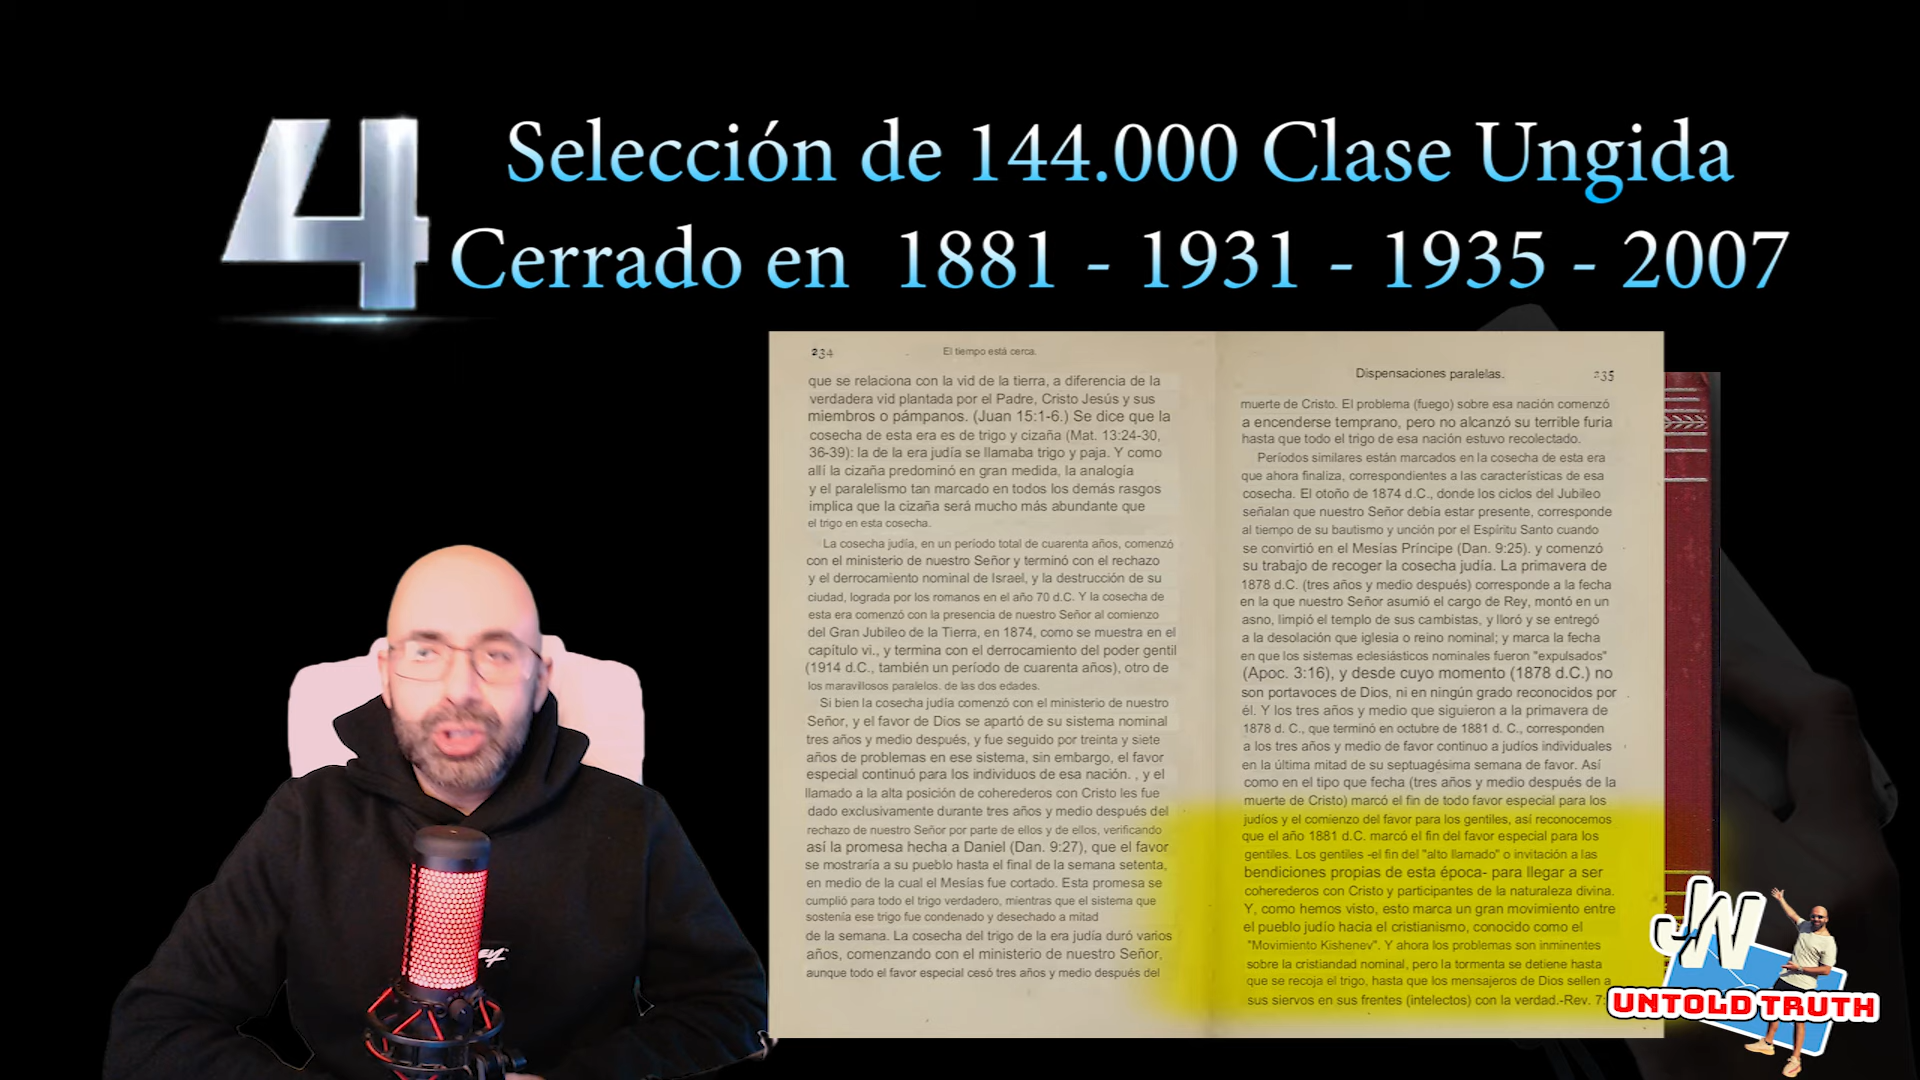 4
Selección de 144.000 Clase Ungida
Cerrado en 1881 - 1931 - 1935 - 2007
234 El tiempo está cerca.
que se relaciona con la vid de la tierra, a diferencia de la
verdadera vid plantada por el Padre, Cristo Jesús y sus
miembros o pámpanos. (Juan 15:1-6.) Se dice que la
cosecha de esta era es de trigo y cizaña (Mat. 13:24-30,
36-39): la de la era judía se llamaba trigo y paja. Y como
allí la cizaña predominó en gran medida, la analogía
y el paralelismo tan marcado en todos los demás rasgos
implica que la cizaña será mucho más abundante que
el trigo en esta cosecha.
La cosecha judía, en un período total de cuarenta años, comenzó
con el ministerio de nuestro Señor y terminó con el rechazo
y el derrocamiento nominal de Israel, y la destrucción de su
ciudad, lograda por los romanos en el año 70 d.C. Y la cosecha de
esta era comenzó con la presencia de nuestro Señor al comienzo
del Gran Jubileo de la Tierra, en 1874, como se muestra en el
capítulo vi., y termina con el derrocamiento del poder gentil
(1914 d.C., también un período de cuarenta años), otro de
los maravillosos paralelos. de las dos edades.
Si bien la cosecha judía comenzó con el ministerio de nuestro
Señor, y el favor de Dios se apartó de su sistema nominal
tres años y medio después, y fue seguido por treinta y siete
años de problemas en ese sistema, sin embargo, el favor
especial continuó para los individuos de esa nación. , y el
llamado a la alta posición de coherederos con Cristo les fue
dado exclusivamente durante tres años y medio después del
rechazo de nuestro Señor por parte de ellos y de ellos, verificando
así la promesa hecha a Daniel (Dan. 9:27), que el favor
se mostraría a su pueblo hasta el final de la semana setenta,
en medio de la cual el Mesías fue cortado. Esta promesa se
cumplió para todo el trigo verdadero, mientras que el sistema que
sostenía ese trigo fue condenado y desechado a mitad
de la semana. La cosecha del trigo de la era judía duró varios
años, comenzando con el ministerio de nuestro Señor,
aunque todo el favor especial cesó tres años y medio después del
Dispensaciones paralelas. 235
muerte de Cristo. El problema (fuego) sobre esa nación comenzó
a encenderse temprano, pero no alcanzó su terrible furia
hasta que todo el trigo de esa nación estuvo recolectado.
Períodos similares están marcados en la cosecha de esta era
que ahora finaliza, correspondientes a las características de esa
cosecha. El otoño de 1874 d.C., donde los ciclos del Jubileo
señalan que nuestro Señor debía estar presente, corresponde
al tiempo de su bautismo y unción por el Espíritu Santo cuando
se convirtió en el Mesías Príncipe (Dan. 9:25). y comenzó
su trabajo de recoger la cosecha judía. La primavera de
1878 d.C. (tres años y medio después) corresponde a la fecha
en la que nuestro Señor asumió el cargo de Rey, montó en un
asno, limpió el templo de sus cambistas, y lloró y se entregó
a la desolación que iglesia o reino nominal; y marca la fecha
en que los sistemas eclesiásticos nominales fueron "expulsados"
(Apoc. 3:16), y desde cuyo momento (1878 d.C.) no
son portavoces de Dios, ni en ningún grado reconocidos por
él. Y los tres años y medio que siguieron a la primavera de
1878 d. C., que terminó en octubre de 1881 d. C., corresponden
a los tres años y medio de favor continuo a judíos individuales
en la última mitad de su septuagésima semana de favor. Así
como en el tipo que fecha (tres años y medio después de la
muerte de Cristo) marcó el fin de todo favor especial para los
judíos y el comienzo del favor para los gentiles, así reconocemos
que el año 1881 d.C. marcó el fin del favor especial para los
gentiles. Los gentiles -el fin del "alto llamado" o invitación a las
bendiciones propias de esta época- para llegar a ser
coherederos con Cristo y participantes de la naturaleza divina.
Y, como hemos visto, esto marca un gran movimiento entre
el pueblo judío hacia el cristianismo, conocido como el
"Movimiento Kishenev". Y ahora los problemas son inminentes
sobre la cristiandad nominal, pero la tormenta se detiene hasta
que se recoja el trigo, hasta que los mensajeros de Dios sellen a
sus siervos en sus frentes (intelectos) con la verdad.-Rev. 7:
JW
UNTOLD TRUTH